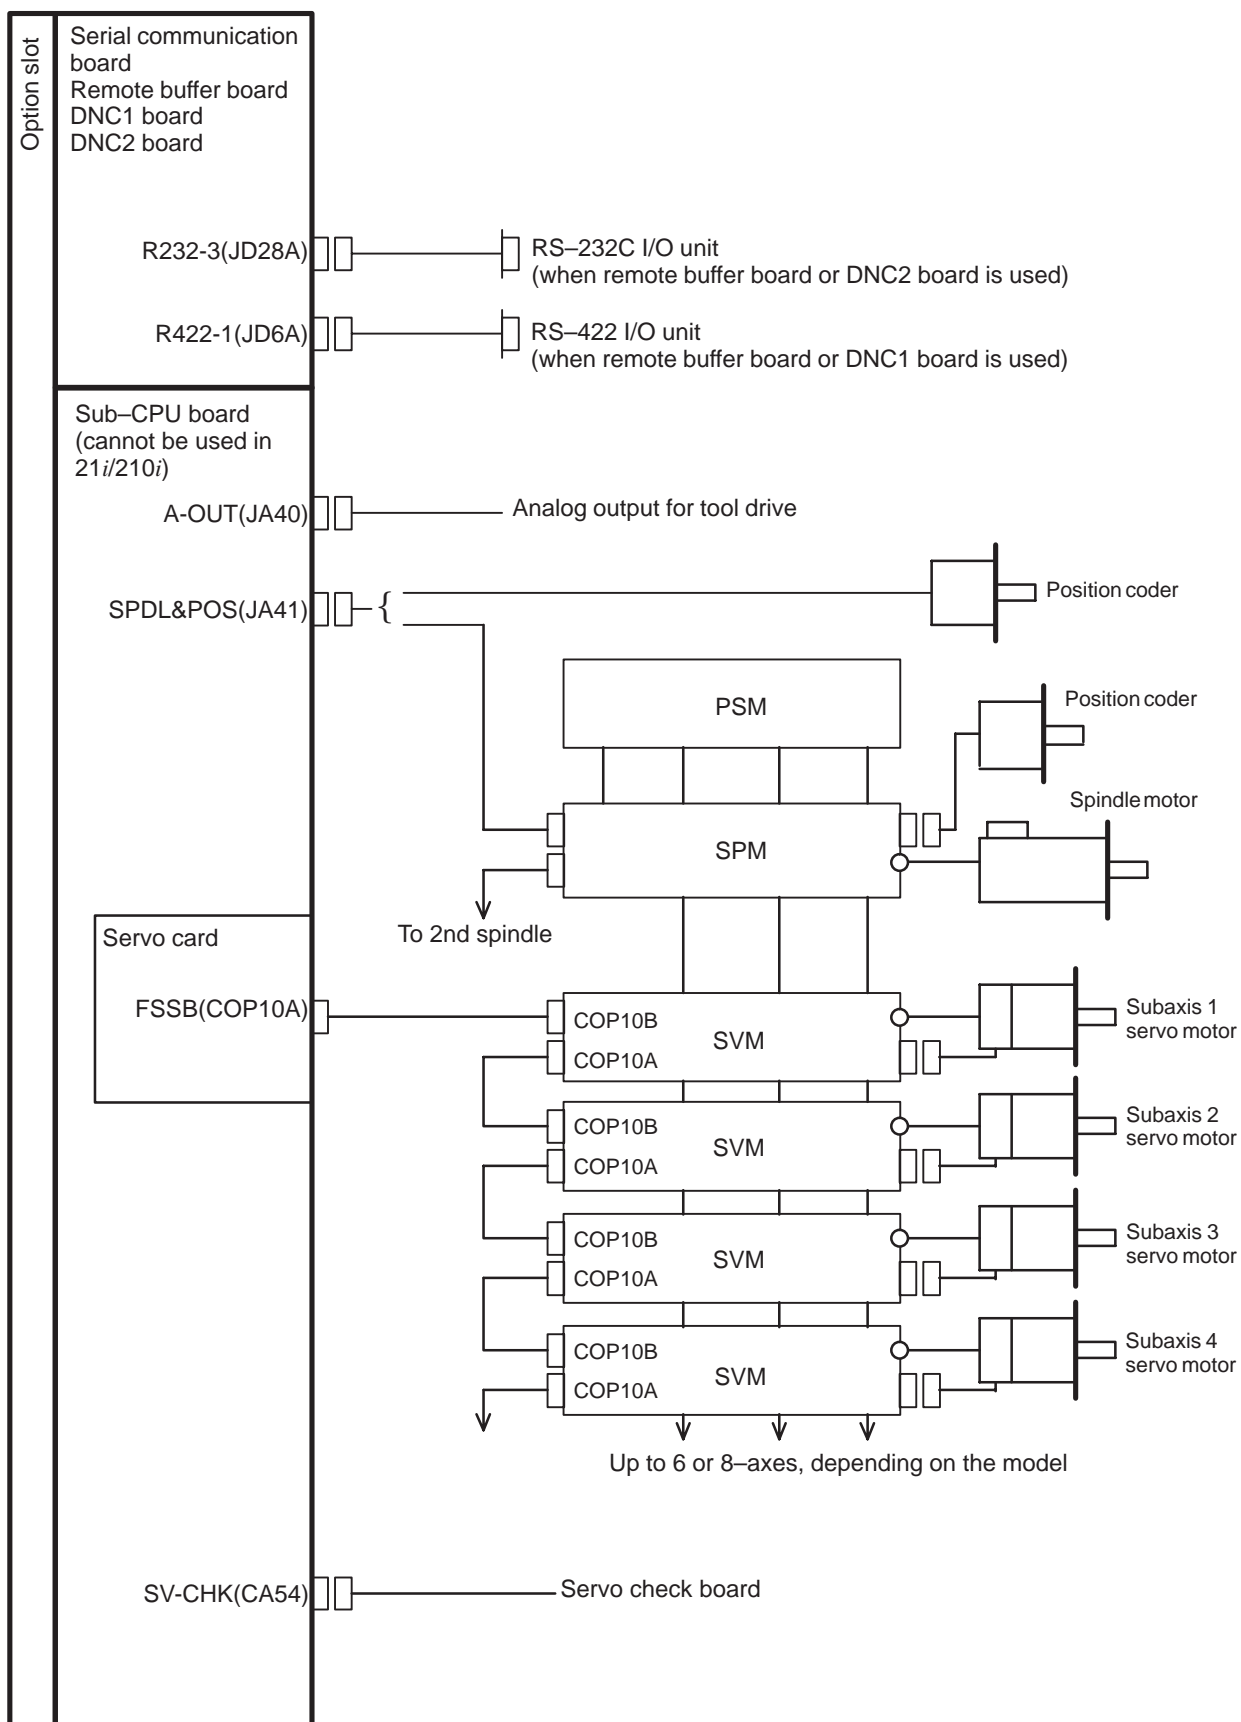 Option slot
Serial communication
board
Remote buffer board
DNC1 board
DNC2 board
R232-3(JD28A)
RS–232C I/O unit
(when remote buffer board or DNC2 board is used)
R422-1(JD6A)
RS–422 I/O unit
(when remote buffer board or DNC1 board is used)
Sub–CPU board
(cannot be used in
21i/210i)
A-OUT(JA40)
Analog output for tool drive
SPDL&POS(JA41)
{
Position coder
PSM
Position coder
Spindle motor
SPM
To 2nd spindle
Servo card
FSSB(COP10A)
COP10B
SVM
COP10A
Subaxis 1
servo motor
COP10B
SVM
COP10A
Subaxis 2
servo motor
COP10B
SVM
COP10A
Subaxis 3
servo motor
COP10B
SVM
COP10A
Subaxis 4
servo motor
Up to 6 or 8–axes, depending on the model
SV-CHK(CA54)
Servo check board